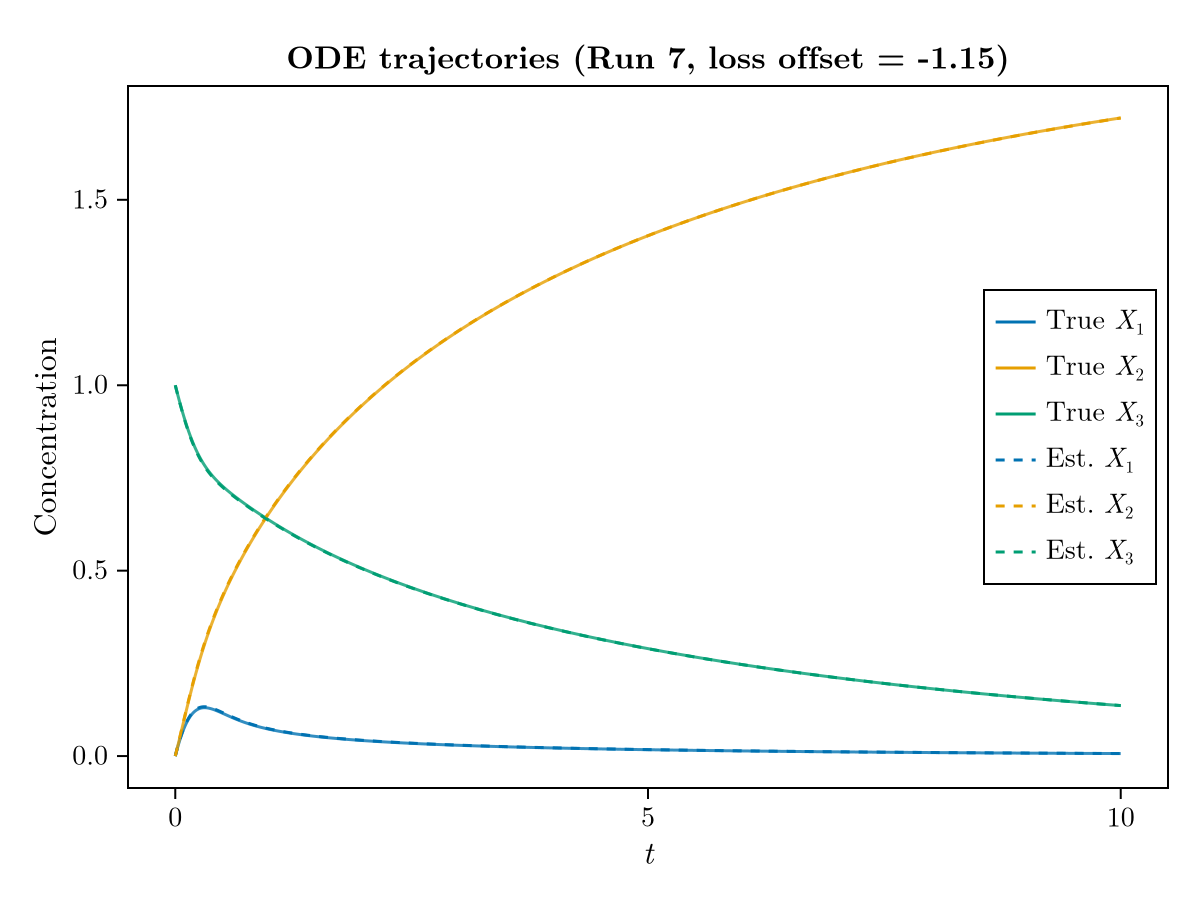 ODE trajectories (Run 7, loss offset = -1.15)
Concentration
1.5
1.0
0.5
0.0
0 5 10
t
True X₁
True X₂
True X₃
Est. X₁
Est. X₂
Est. X₃